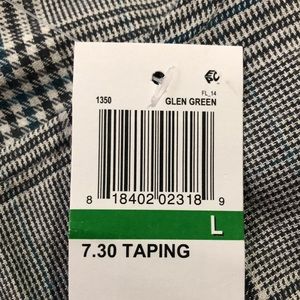 FL_14
1350 GLEN GREEN
8 18402 02318 9
L
7.30 TAPING